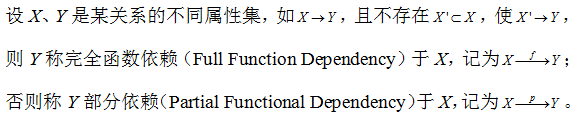 设 X、Y 是某关系的不同属性集，如 X→Y，且不存在 X'⊂X，使 X'→Y，
则 Y 称完全函数依赖（Full Function Dependency）于 X，记为 X—f→Y；
否则称 Y 部分依赖(Partial Functional Dependency)于 X，记为 X—p→Y。